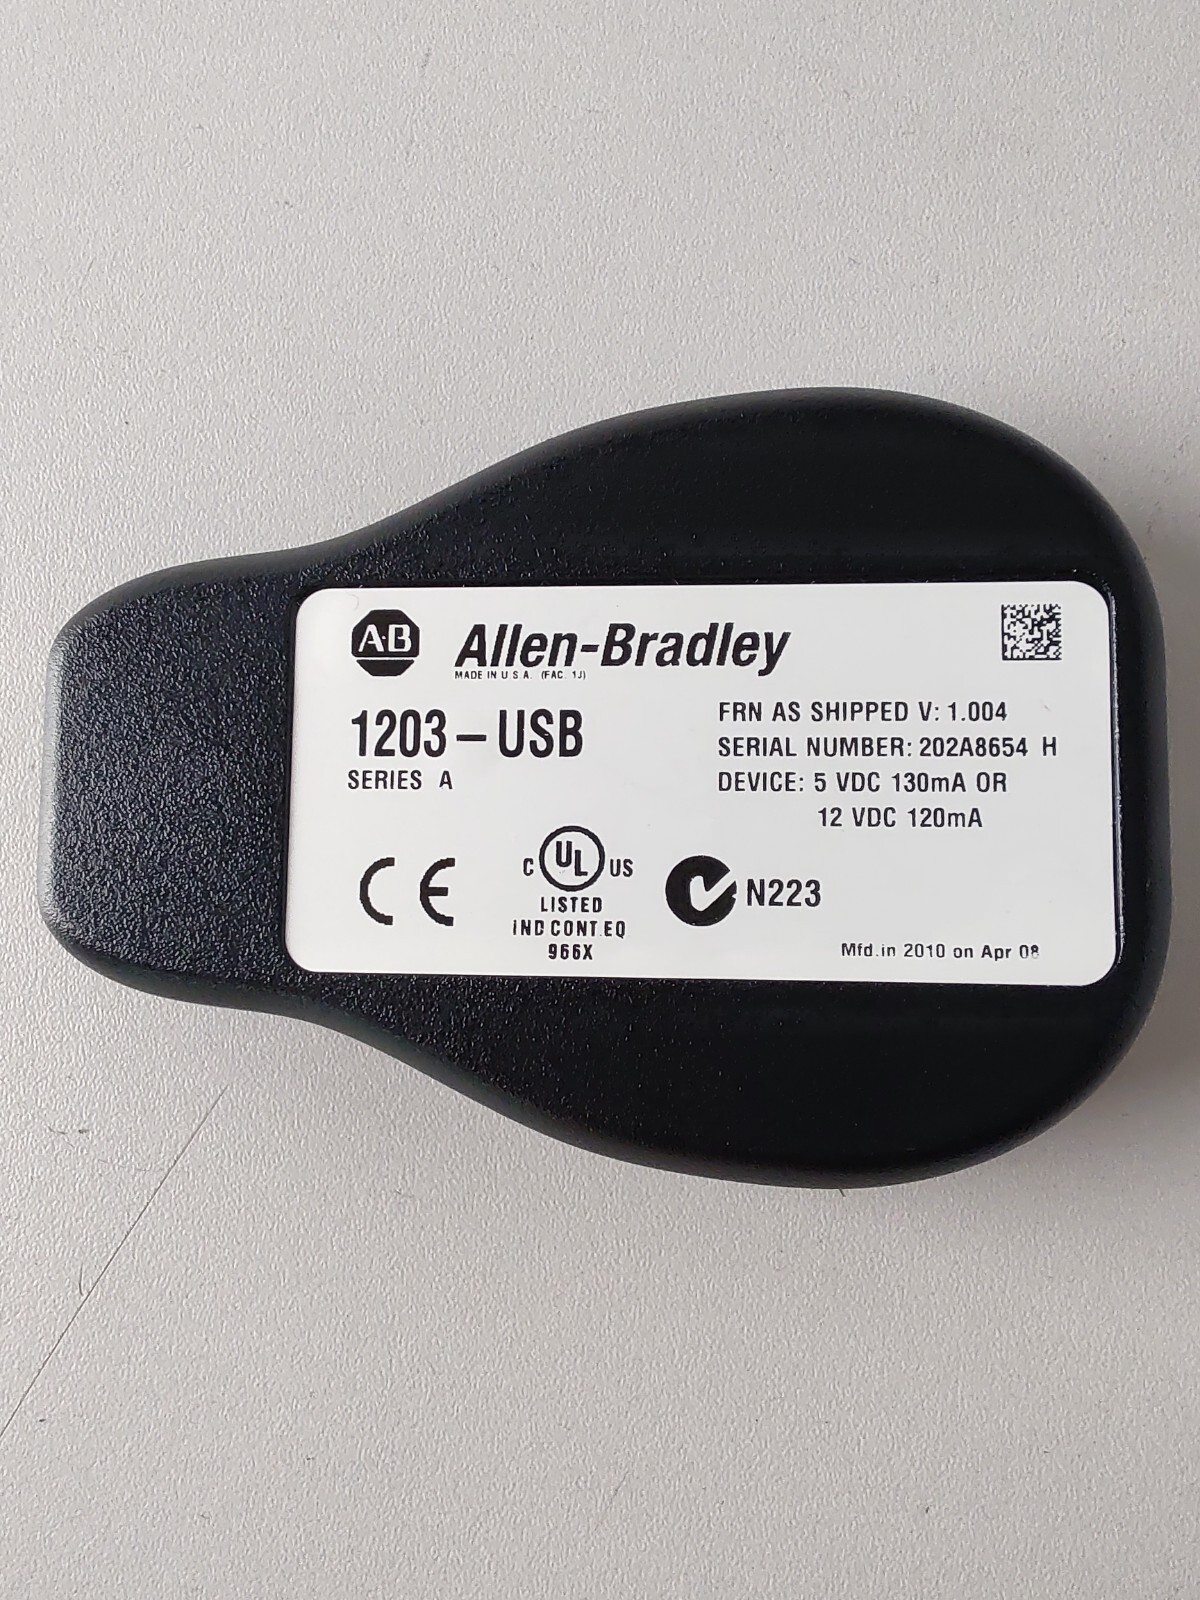 A-B Allen-Bradley
MADE IN U S A. (FAC. 1J)
1203-USB
SERIES A
FRN AS SHIPPED V: 1.004
SERIAL NUMBER: 202A8654 H
DEVICE: 5 VDC 130mA OR
12 VDC 120mA
CE
C UL US
LISTED
IND CONT.EQ
966X
N223
Mfd.in 2010 on Apr 08